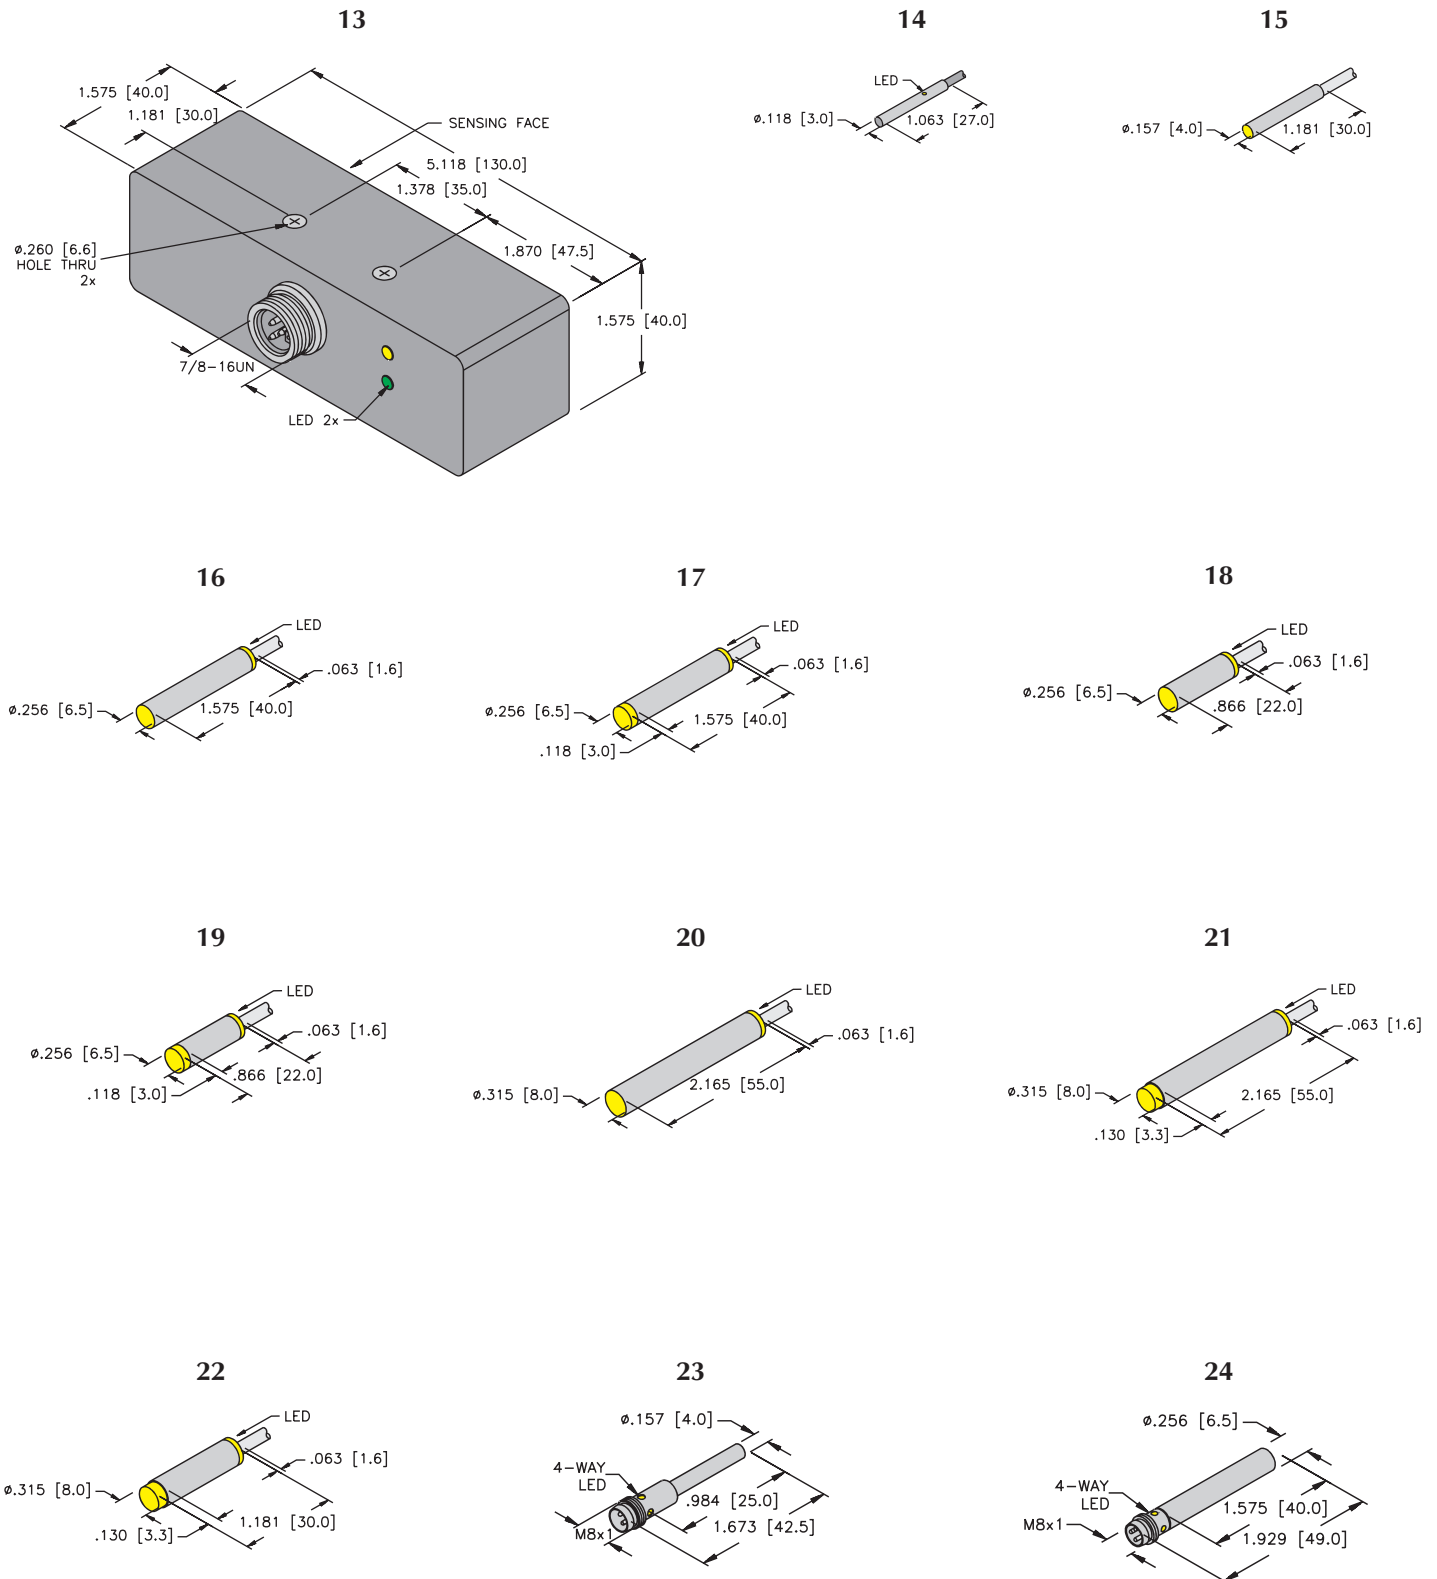 13
1.575 [40.0]
1.181 [30.0]
SENSING FACE
5.118 [130.0]
1.378 [35.0]
1.870 [47.5]
ø.260 [6.6]
HOLE THRU
2x
1.575 [40.0]
7/8-16UN
LED 2x
14
LED
ø.118 [3.0]
1.063 [27.0]
15
ø.157 [4.0]
1.181 [30.0]
16
LED
.063 [1.6]
ø.256 [6.5]
1.575 [40.0]
17
LED
.063 [1.6]
ø.256 [6.5]
1.575 [40.0]
.118 [3.0]
18
LED
.063 [1.6]
ø.256 [6.5]
.866 [22.0]
19
LED
.063 [1.6]
ø.256 [6.5]
.866 [22.0]
.118 [3.0]
20
LED
.063 [1.6]
2.165 [55.0]
ø.315 [8.0]
21
LED
.063 [1.6]
ø.315 [8.0]
2.165 [55.0]
.130 [3.3]
22
LED
.063 [1.6]
ø.315 [8.0]
1.181 [30.0]
.130 [3.3]
23
ø.157 [4.0]
4-WAY
LED
.984 [25.0]
1.673 [42.5]
M8x1
24
ø.256 [6.5]
4-WAY
LED
1.575 [40.0]
M8x1
1.929 [49.0]